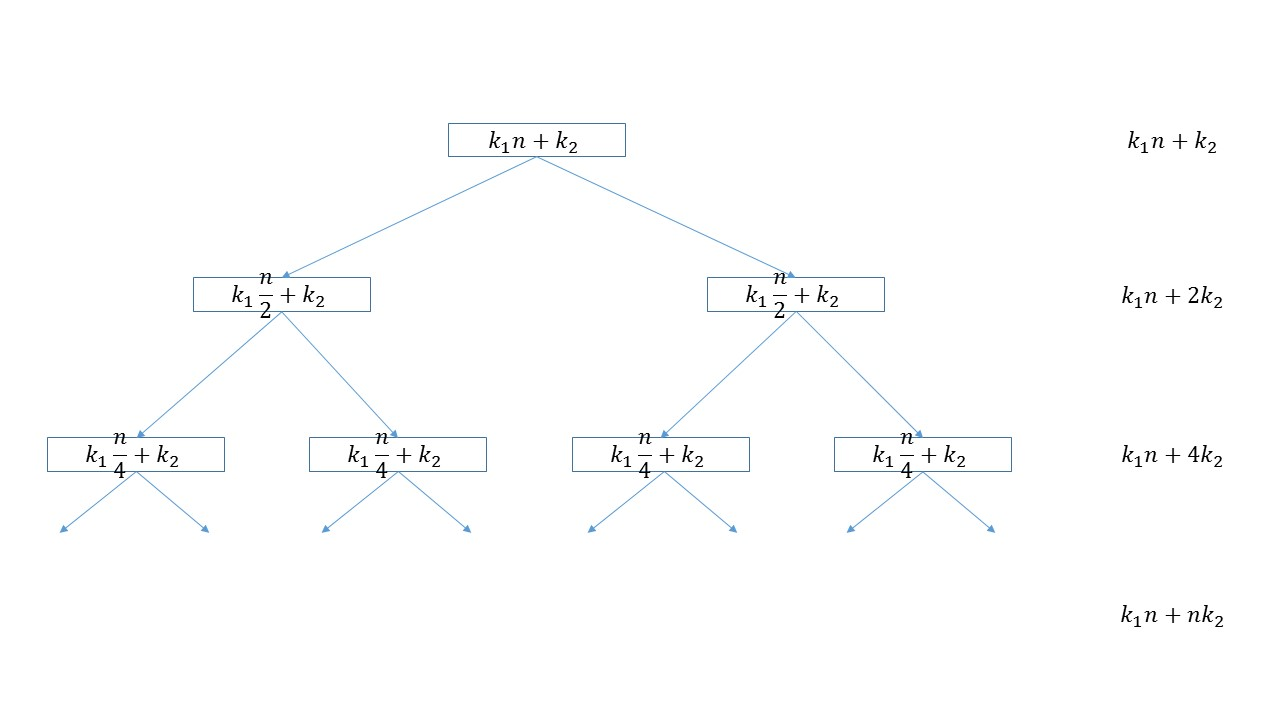 k₁n + k₂ k₁n + k₂
k₁ n/2 + k₂ k₁ n/2 + k₂ k₁n + 2k₂
k₁ n/4 + k₂ k₁ n/4 + k₂ k₁ n/4 + k₂ k₁ n/4 + k₂ k₁n + 4k₂
k₁n + nk₂